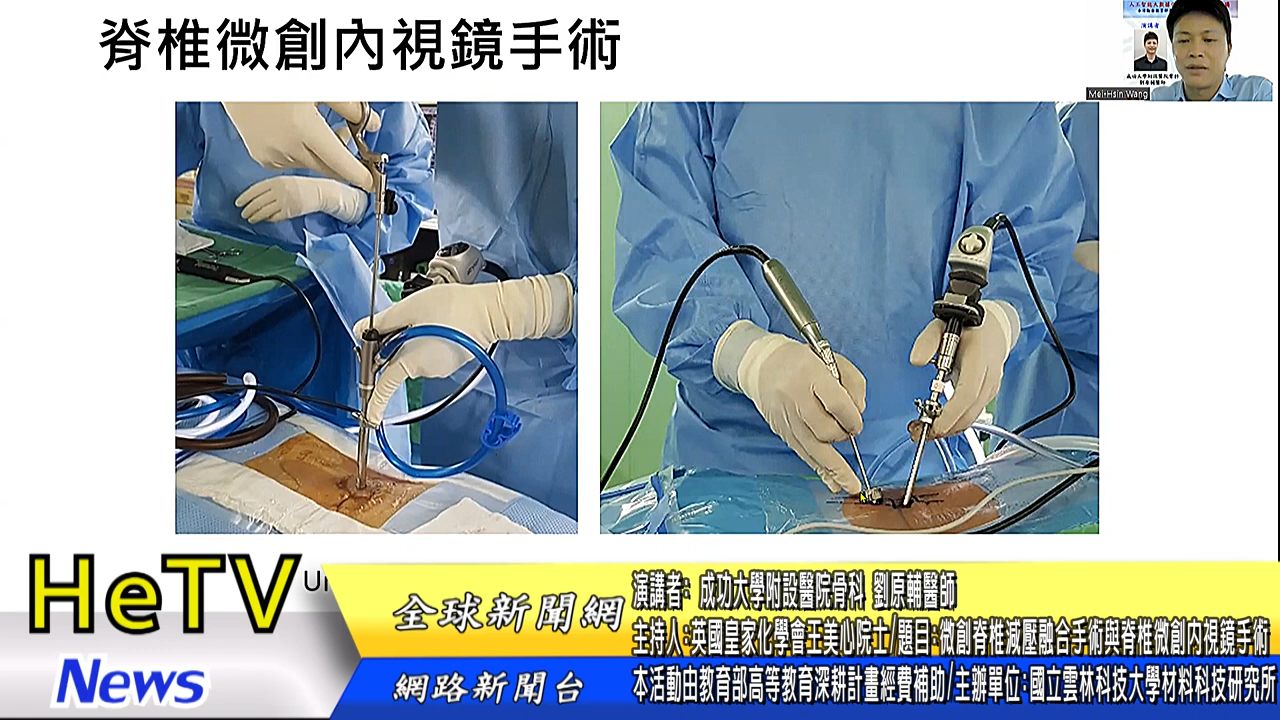 脊椎微創內視鏡手術
演講者
Mei-Hsin Wang
HeTV
News
全球新聞網
網路新聞台
演講者: 成功大學附設醫院骨科 劉原輔醫師
主持人:英國皇家化學會王美心院士/題目:微創脊椎減壓融合手術與脊椎微創內視鏡手術
本活動由教育部高等教育深耕計畫經費補助/主辦單位:國立雲林科技大學材料科技研究所